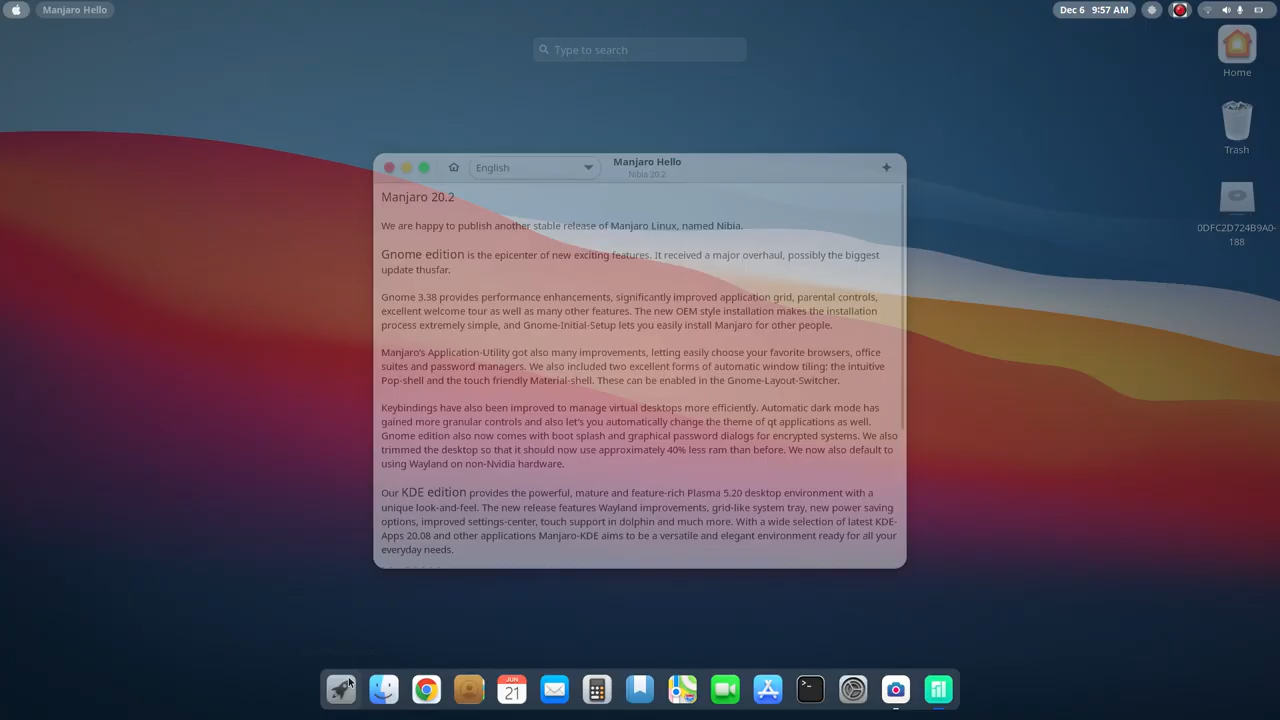 Manjaro Hello
Dec 6 9:57 AM
Type to search
Home
Trash
0DFC2D724B9A0-
188
English
Manjaro Hello
Nibia 20.2
Manjaro 20.2
We are happy to publish another stable release of Manjaro Linux, named Nibia.
Gnome edition is the epicenter of new exciting features. It received a major overhaul, possibly the biggest
update thusfar.
Gnome 3.38 provides performance enhancements, significantly improved application grid, parental controls,
excellent welcome tour as well as many other features. The new OEM style installation makes the installation
process extremely simple, and Gnome-Initial-Setup lets you easily install Manjaro for other people.
Manjaro's Application-Utility got also many improvements, letting easily choose your favorite browsers, office
suites and password managers. We also included two excellent forms of automatic window tiling: the intuitive
Pop-shell and the touch friendly Material-shell. These can be enabled in the Gnome-Layout-Switcher.
Keybindings have also been improved to manage virtual desktops more efficiently. Automatic dark mode has
gained more granular controls and also let's you automatically change the theme of qt applications as well.
Gnome edition also now comes with boot splash and graphical password dialogs for encrypted systems. We also
trimmed the desktop so that it should now use approximately 40% less ram than before. We now also default to
using Wayland on non-Nvidia hardware.
Our KDE edition provides the powerful, mature and feature-rich Plasma 5.20 desktop environment with a
unique look-and-feel. The new release features Wayland improvements, grid-like system tray, new power saving
options, improved settings-center, touch support in dolphin and much more. With a wide selection of latest KDE-
Apps 20.08 and other applications Manjaro-KDE aims to be a versatile and elegant environment ready for all your
everyday needs.
JUN
21